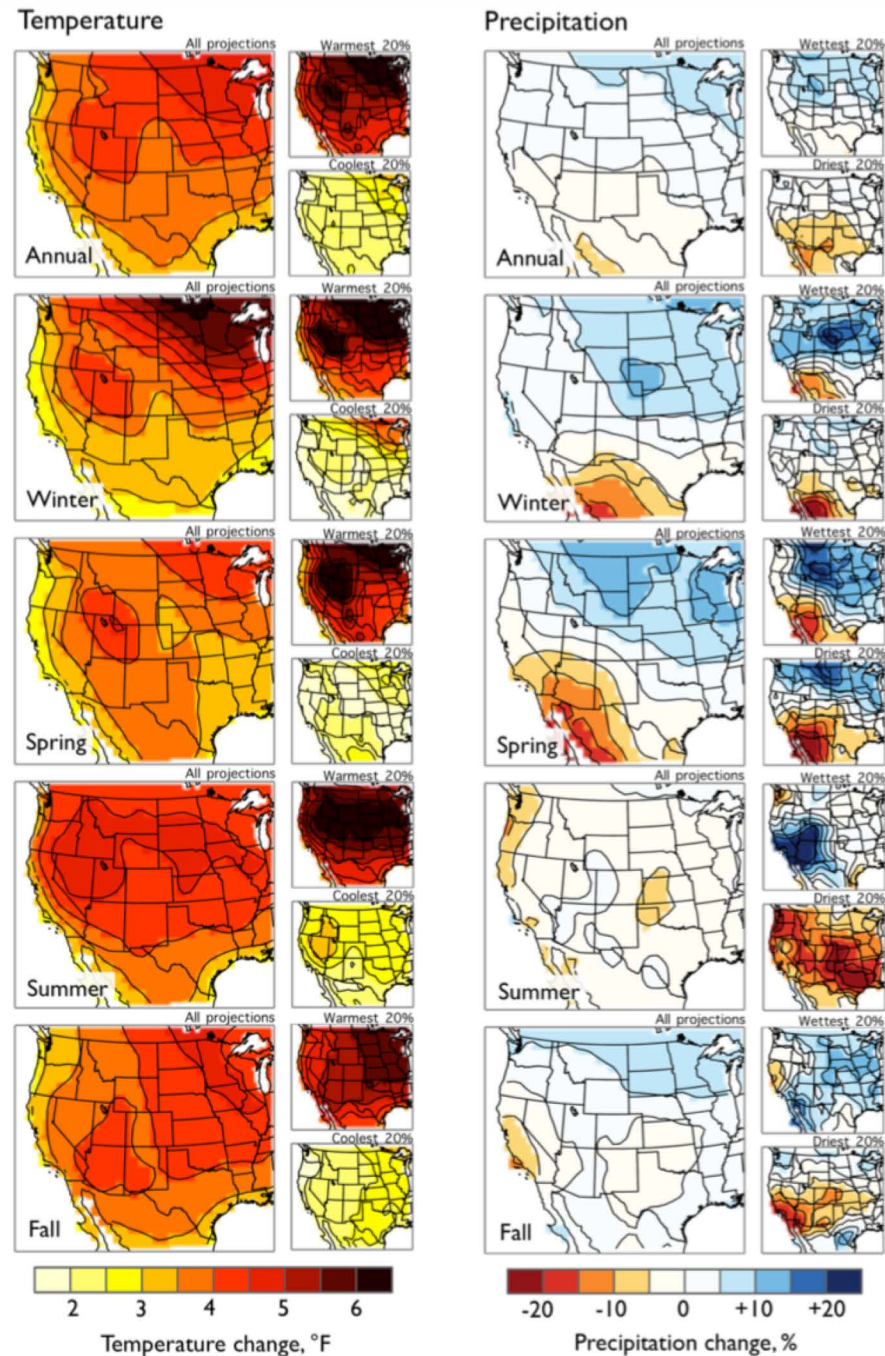 Temperature
Precipitation
All projections
Warmest 20%
Coolest 20%
Annual
All projections
Wettest 20%
Driest 20%
Annual
All projections
Warmest 20%
Coolest 20%
Winter
All projections
Wettest 20%
Driest 20%
Winter
All projections
Warmest 20%
Coolest 20%
Spring
All projections
Wettest 20%
Driest 20%
Spring
All projections
Warmest 20%
Coolest 20%
Summer
All projections
Wettest 20%
Driest 20%
Summer
All projections
Warmest 20%
Coolest 20%
Fall
All projections
Wettest 20%
Driest 20%
Fall
2 3 4 5 6
Temperature change, °F
-20 -10 0 +10 +20
Precipitation change, %